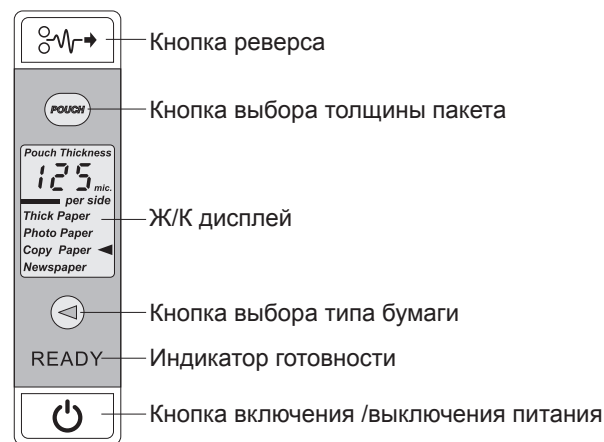 Кнопка реверса
POUCH
Кнопка выбора толщины пакета
Pouch Thickness
125 mic.
per side
Thick Paper
Ж/К дисплей
Photo Paper
Copy Paper
Newspaper
Кнопка выбора типа бумаги
READY
Индикатор готовности
Кнопка включения /выключения питания